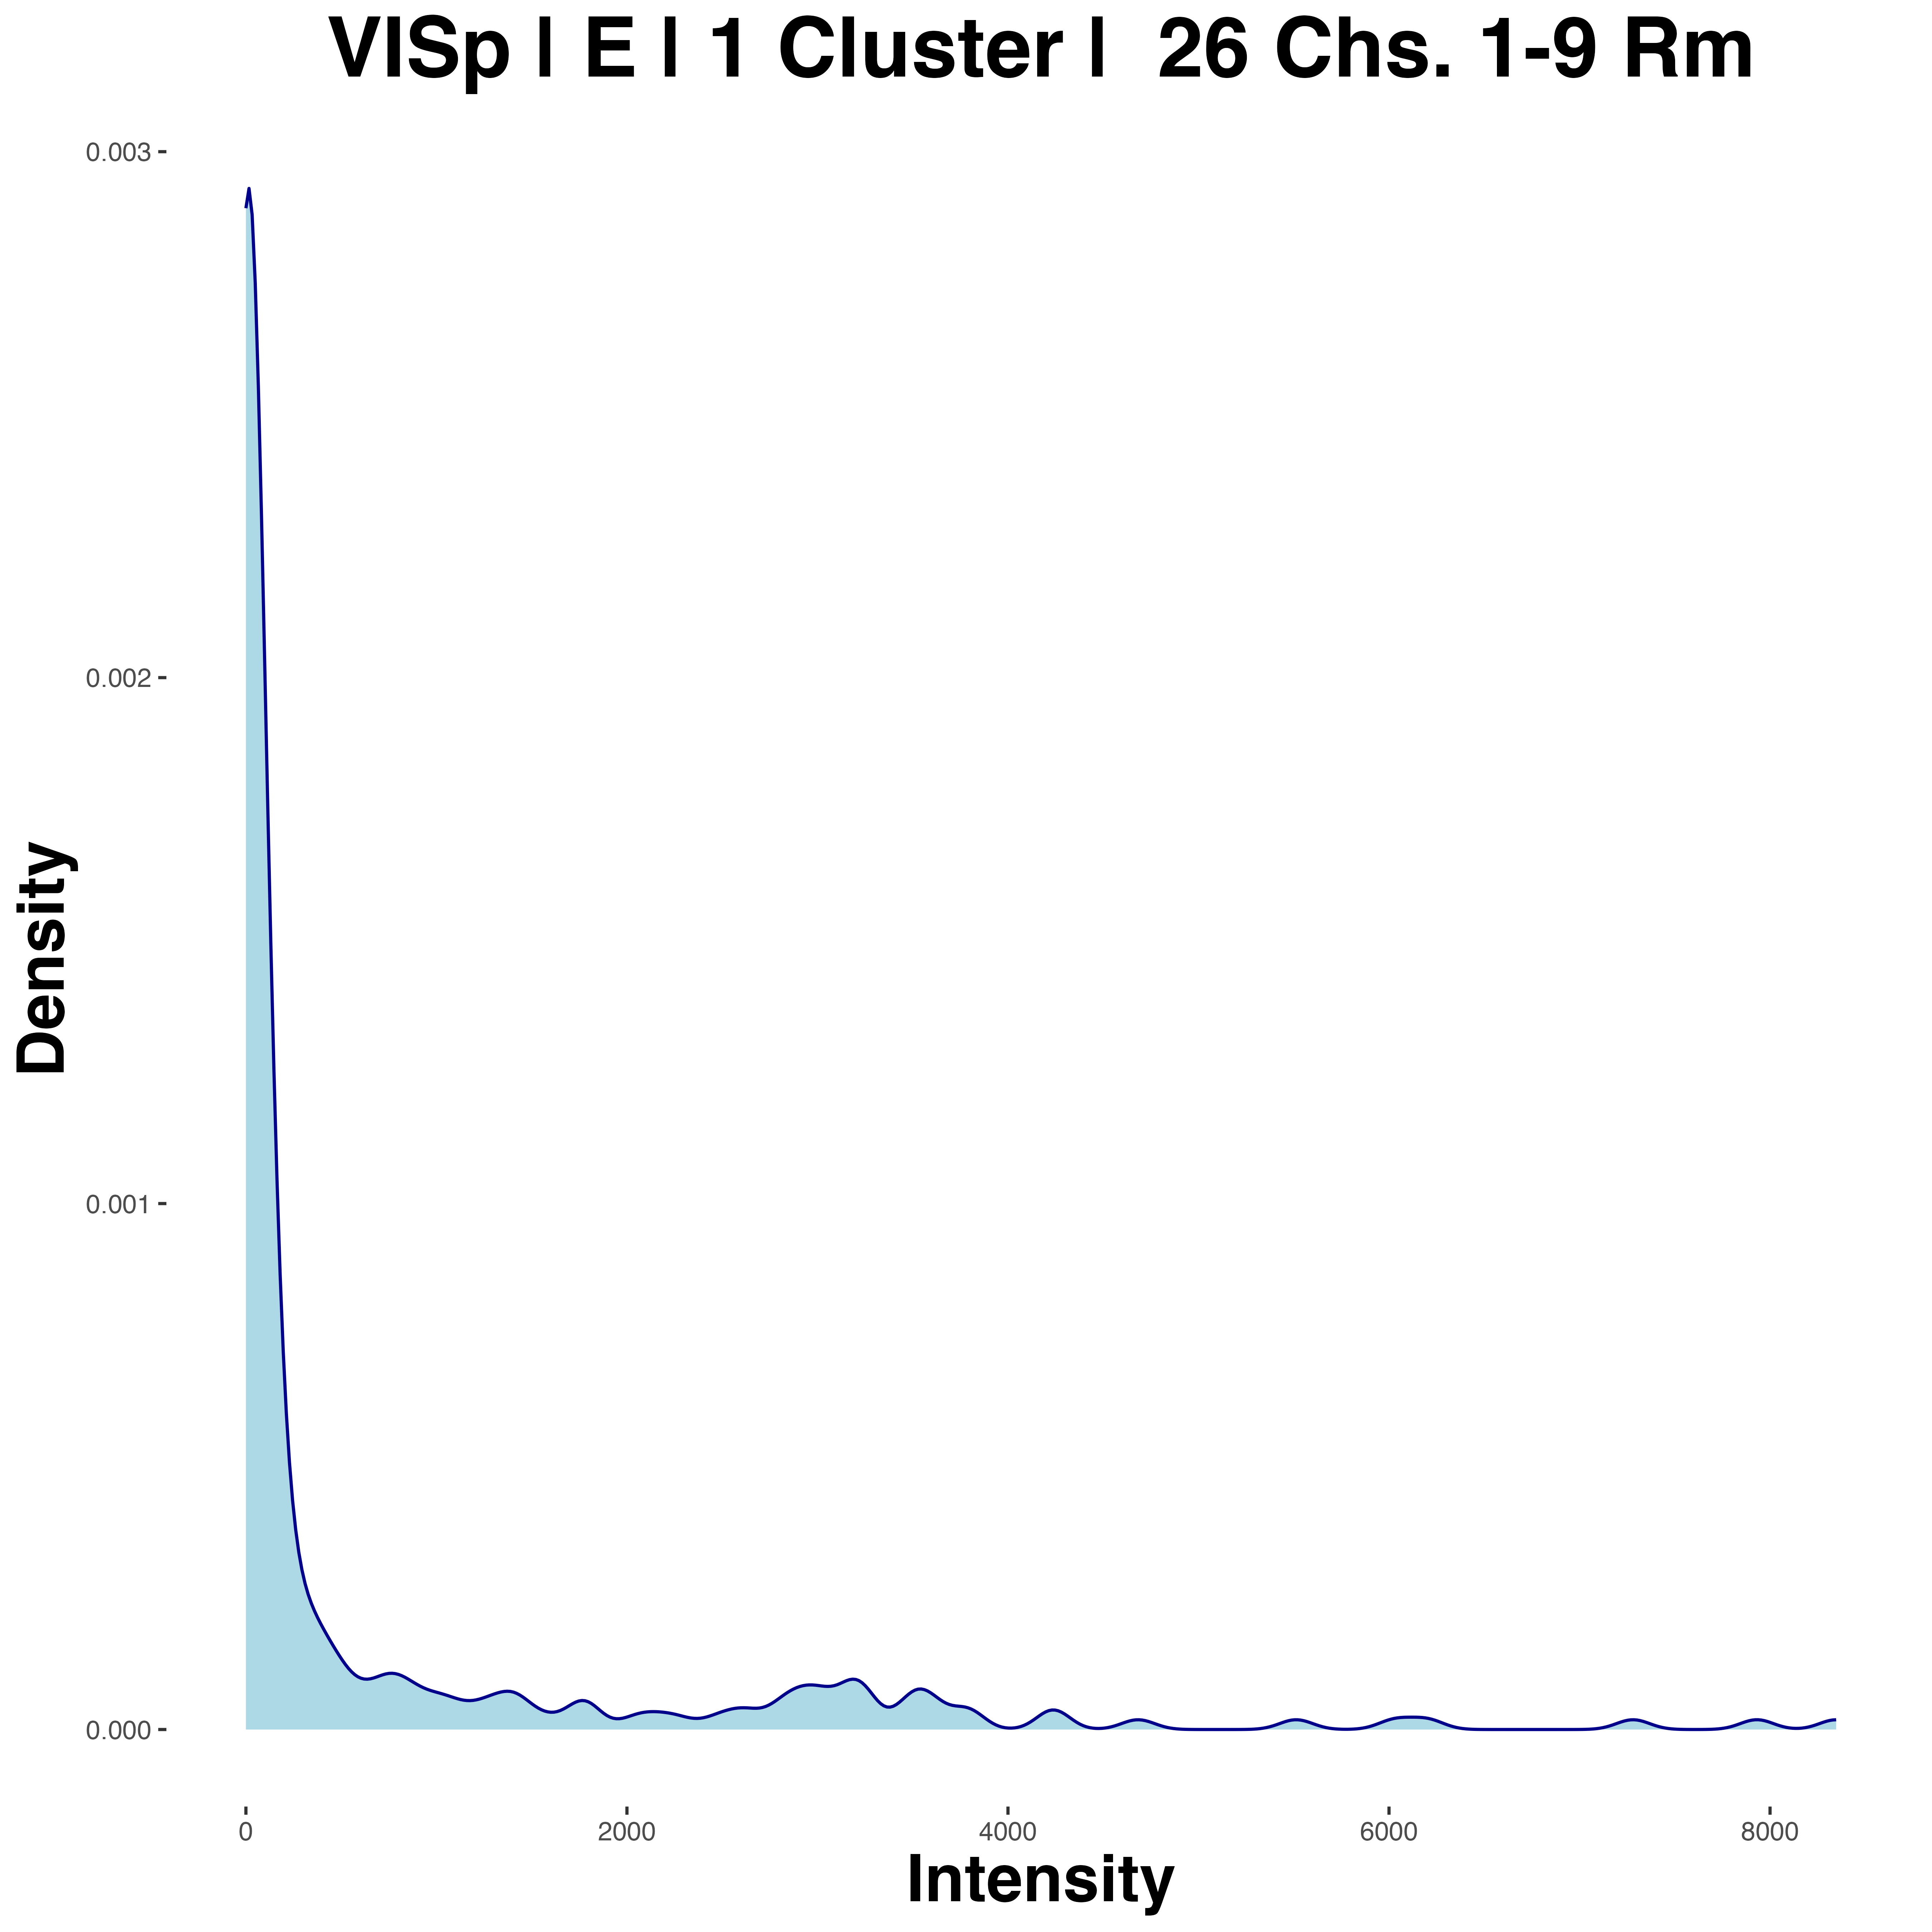 VISp | E | 1 Cluster | 26 Chs. 1-9 Rm
0.003
0.002
0.001
0.000
Density
0 2000 4000 6000 8000
Intensity